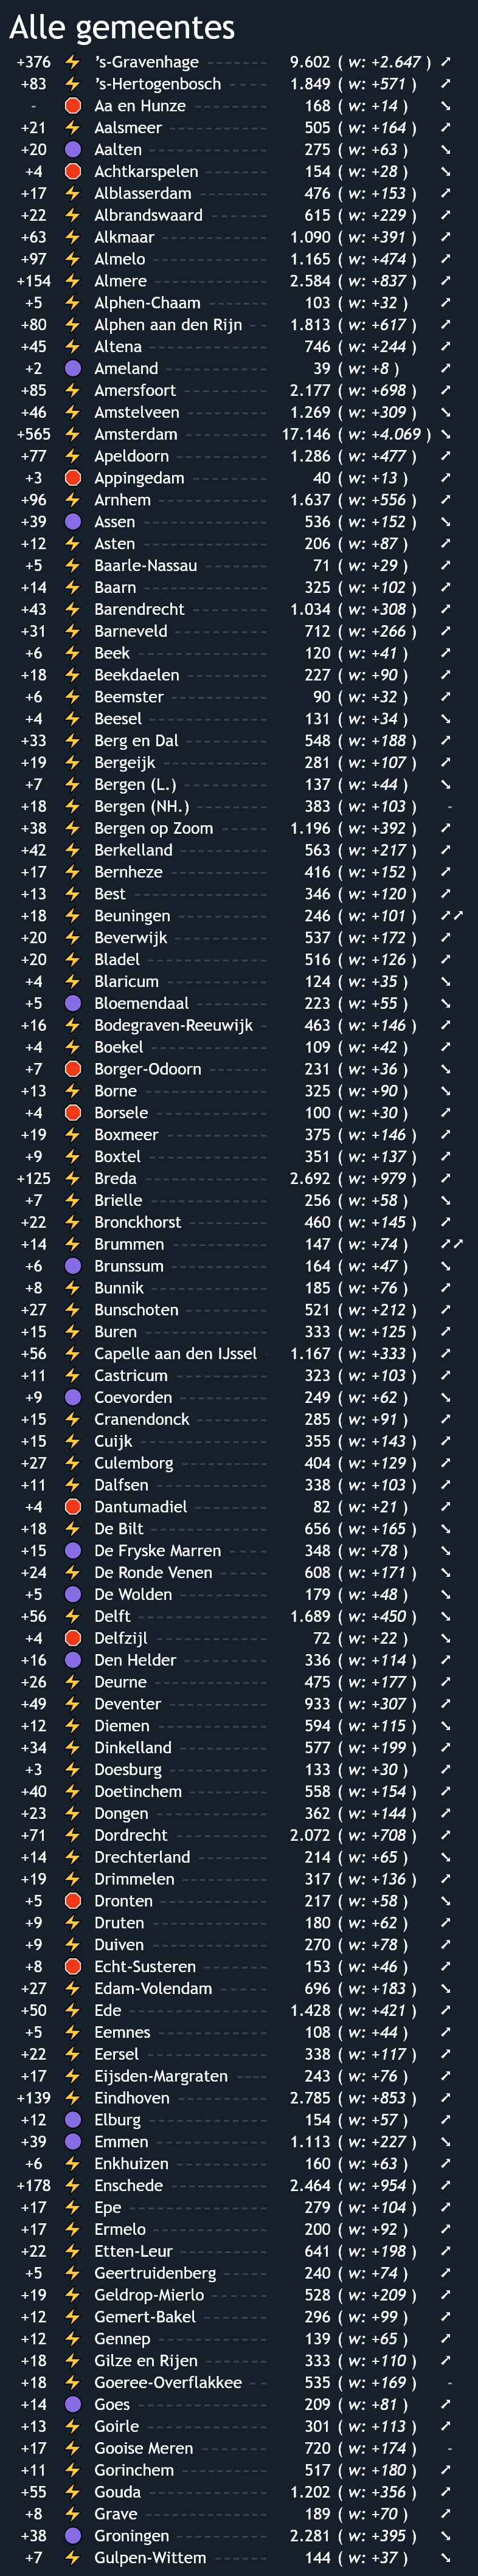 Alle gemeentes
+376 ⚡ 's-Gravenhage 9.602 ( w: +2.647 ) ↗
+83 ⚡ 's-Hertogenbosch 1.849 ( w: +571 ) ↗
- 🛑 Aa en Hunze 168 ( w: +14 ) ↘
+21 ⚡ Aalsmeer 505 ( w: +164 ) ↗
+20 🟣 Aalten 275 ( w: +63 ) ↘
+4 🛑 Achtkarspelen 154 ( w: +28 ) ↘
+17 ⚡ Alblasserdam 476 ( w: +153 ) ↗
+22 ⚡ Albrandswaard 615 ( w: +229 ) ↗
+63 ⚡ Alkmaar 1.090 ( w: +391 ) ↗
+97 ⚡ Almelo 1.165 ( w: +474 ) ↗
+154 ⚡ Almere 2.584 ( w: +837 ) ↗
+5 ⚡ Alphen-Chaam 103 ( w: +32 ) ↗
+80 ⚡ Alphen aan den Rijn 1.813 ( w: +617 ) ↗
+45 ⚡ Altena 746 ( w: +244 ) ↗
+2 🟣 Ameland 39 ( w: +8 ) ↗
+85 ⚡ Amersfoort 2.177 ( w: +698 ) ↗
+46 ⚡ Amstelveen 1.269 ( w: +309 ) ↘
+565 ⚡ Amsterdam 17.146 ( w: +4.069 ) ↘
+77 ⚡ Apeldoorn 1.286 ( w: +477 ) ↗
+3 🛑 Appingedam 40 ( w: +13 ) ↗
+96 ⚡ Arnhem 1.637 ( w: +556 ) ↗
+39 🟣 Assen 536 ( w: +152 ) ↘
+12 ⚡ Asten 206 ( w: +87 ) ↗
+5 ⚡ Baarle-Nassau 71 ( w: +29 ) ↗
+14 ⚡ Baarn 325 ( w: +102 ) ↗
+43 ⚡ Barendrecht 1.034 ( w: +308 ) ↗
+31 ⚡ Barneveld 712 ( w: +266 ) ↗
+6 ⚡ Beek 120 ( w: +41 ) ↗
+18 ⚡ Beekdaelen 227 ( w: +90 ) ↗
+6 ⚡ Beemster 90 ( w: +32 ) ↗
+4 ⚡ Beesel 131 ( w: +34 ) ↘
+33 ⚡ Berg en Dal 548 ( w: +188 ) ↗
+19 ⚡ Bergeijk 281 ( w: +107 ) ↗
+7 ⚡ Bergen (L.) 137 ( w: +44 ) ↘
+18 ⚡ Bergen (NH.) 383 ( w: +103 ) -
+38 ⚡ Bergen op Zoom 1.196 ( w: +392 ) ↗
+42 ⚡ Berkelland 563 ( w: +217 ) ↗
+17 ⚡ Bernheze 416 ( w: +152 ) ↗
+13 ⚡ Best 346 ( w: +120 ) ↗
+18 ⚡ Beuningen 246 ( w: +101 ) ↗↗
+20 ⚡ Beverwijk 537 ( w: +172 ) ↗
+20 ⚡ Bladel 516 ( w: +126 ) ↗
+4 ⚡ Blaricum 124 ( w: +35 ) ↘
+5 🟣 Bloemendaal 223 ( w: +55 ) ↘
+16 ⚡ Bodegraven-Reeuwijk 463 ( w: +146 ) ↗
+4 ⚡ Boekel 109 ( w: +42 ) ↗
+7 🛑 Borger-Odoorn 231 ( w: +36 ) ↘
+13 ⚡ Borne 325 ( w: +90 ) ↗
+4 🛑 Borsele 100 ( w: +30 ) ↗
+19 ⚡ Boxmeer 375 ( w: +146 ) ↗
+9 ⚡ Boxtel 351 ( w: +137 ) ↗
+125 ⚡ Breda 2.692 ( w: +979 ) ↗
+7 ⚡ Brielle 256 ( w: +58 ) ↘
+22 ⚡ Bronckhorst 460 ( w: +145 ) ↗
+14 ⚡ Brummen 147 ( w: +74 ) ↗↗
+6 🟣 Brunssum 164 ( w: +47 ) ↘
+8 ⚡ Bunnik 185 ( w: +76 ) ↗
+27 ⚡ Bunschoten 521 ( w: +212 ) ↗
+15 ⚡ Buren 333 ( w: +125 ) ↗
+56 ⚡ Capelle aan den IJssel 1.167 ( w: +333 ) ↗
+11 ⚡ Castricum 323 ( w: +103 ) ↗
+9 🟣 Coevorden 249 ( w: +62 ) ↘
+15 ⚡ Cranendonck 285 ( w: +91 ) ↗
+15 ⚡ Cuijk 355 ( w: +143 ) ↗
+27 ⚡ Culemborg 404 ( w: +129 ) ↗
+11 ⚡ Dalfsen 338 ( w: +103 ) ↗
+4 🛑 Dantumadiel 82 ( w: +21 ) ↗
+18 ⚡ De Bilt 656 ( w: +165 ) ↘
+15 🟣 De Fryske Marren 348 ( w: +78 ) ↘
+24 ⚡ De Ronde Venen 608 ( w: +171 ) ↘
+5 🟣 De Wolden 179 ( w: +48 ) ↘
+56 ⚡ Delft 1.689 ( w: +450 ) ↘
+4 🛑 Delfzijl 72 ( w: +22 ) ↘
+16 🟣 Den Helder 336 ( w: +114 ) ↗
+26 ⚡ Deurne 475 ( w: +177 ) ↗
+49 ⚡ Deventer 933 ( w: +307 ) ↗
+12 ⚡ Diemen 594 ( w: +115 ) ↘
+34 ⚡ Dinkelland 577 ( w: +199 ) ↗
+3 ⚡ Doesburg 133 ( w: +30 ) ↗
+40 ⚡ Doetinchem 558 ( w: +154 ) ↗
+23 ⚡ Dongen 362 ( w: +144 ) ↗
+71 ⚡ Dordrecht 2.072 ( w: +708 ) ↗
+14 ⚡ Drechterland 214 ( w: +65 ) ↘
+19 ⚡ Drimmelen 317 ( w: +136 ) ↗
+5 🛑 Dronten 217 ( w: +58 ) ↘
+9 ⚡ Druten 180 ( w: +62 ) ↗
+9 ⚡ Duiven 270 ( w: +78 ) ↗
+8 🛑 Echt-Susteren 153 ( w: +46 ) ↗
+27 ⚡ Edam-Volendam 696 ( w: +183 ) ↘
+50 ⚡ Ede 1.428 ( w: +421 ) ↗
+5 ⚡ Eemnes 108 ( w: +44 ) ↗
+22 ⚡ Eersel 338 ( w: +117 ) ↗
+17 ⚡ Eijsden-Margraten 243 ( w: +76 ) ↗
+139 ⚡ Eindhoven 2.785 ( w: +853 ) ↗
+12 🟣 Elburg 154 ( w: +57 ) ↗
+39 🟣 Emmen 1.113 ( w: +227 ) ↘
+6 ⚡ Enkhuizen 160 ( w: +63 ) ↗
+178 ⚡ Enschede 2.464 ( w: +954 ) ↗
+17 ⚡ Epe 279 ( w: +104 ) ↗
+17 ⚡ Ermelo 200 ( w: +92 ) ↗
+22 ⚡ Etten-Leur 641 ( w: +198 ) ↗
+5 ⚡ Geertruidenberg 240 ( w: +74 ) ↗
+19 ⚡ Geldrop-Mierlo 528 ( w: +209 ) ↗
+12 ⚡ Gemert-Bakel 296 ( w: +99 ) ↗
+12 ⚡ Gennep 139 ( w: +65 ) ↗
+18 ⚡ Gilze en Rijen 333 ( w: +110 ) ↗
+18 ⚡ Goeree-Overflakkee 535 ( w: +169 ) -
+14 🟣 Goes 209 ( w: +81 ) ↗
+13 ⚡ Goirle 301 ( w: +113 ) ↗
+17 ⚡ Gooise Meren 720 ( w: +174 ) -
+11 ⚡ Gorinchem 517 ( w: +180 ) ↗
+55 ⚡ Gouda 1.202 ( w: +356 ) ↗
+8 ⚡ Grave 189 ( w: +70 ) ↗
+38 🟣 Groningen 2.281 ( w: +395 ) ↘
+7 ⚡ Gulpen-Wittem 144 ( w: +37 ) ↘